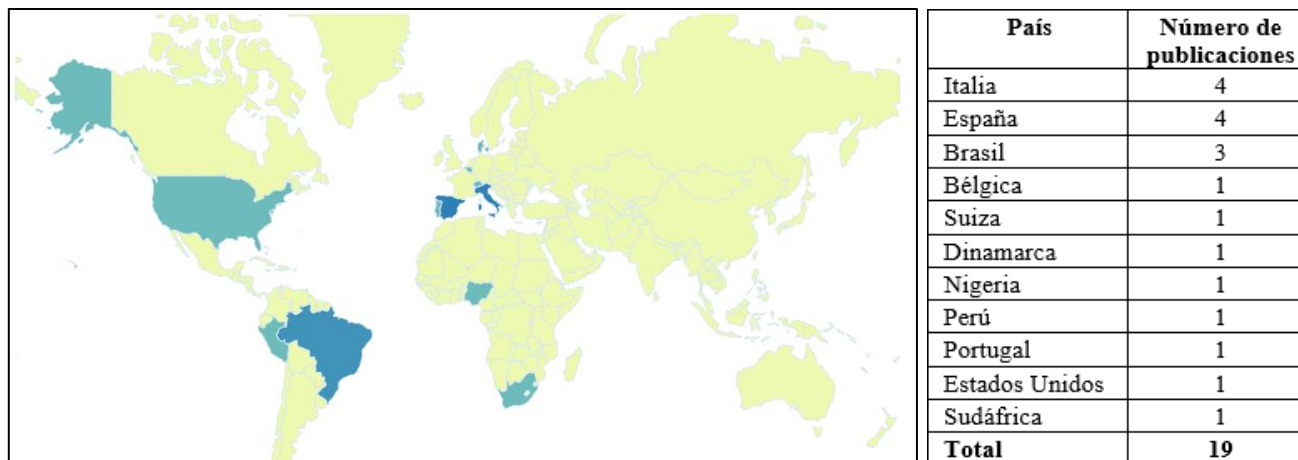 País Número de
publicaciones
Italia 4
España 4
Brasil 3
Bélgica 1
Suiza 1
Dinamarca 1
Nigeria 1
Perú 1
Portugal 1
Estados Unidos 1
Sudáfrica 1
Total 19